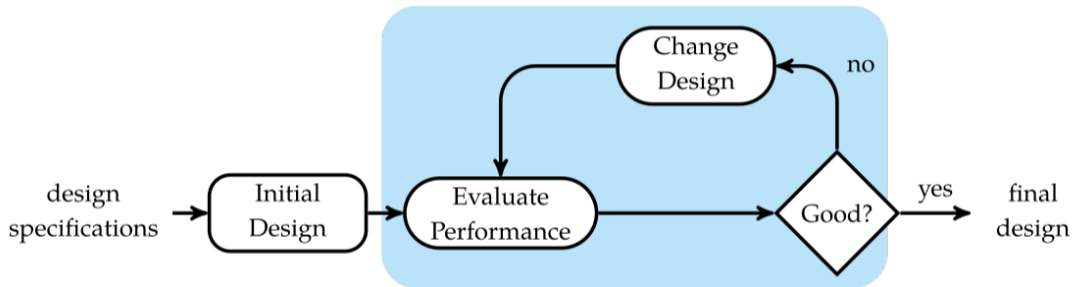 Change
Design
no
design
specifications
Initial
Design
Evaluate
Performance
Good?
yes
final
design